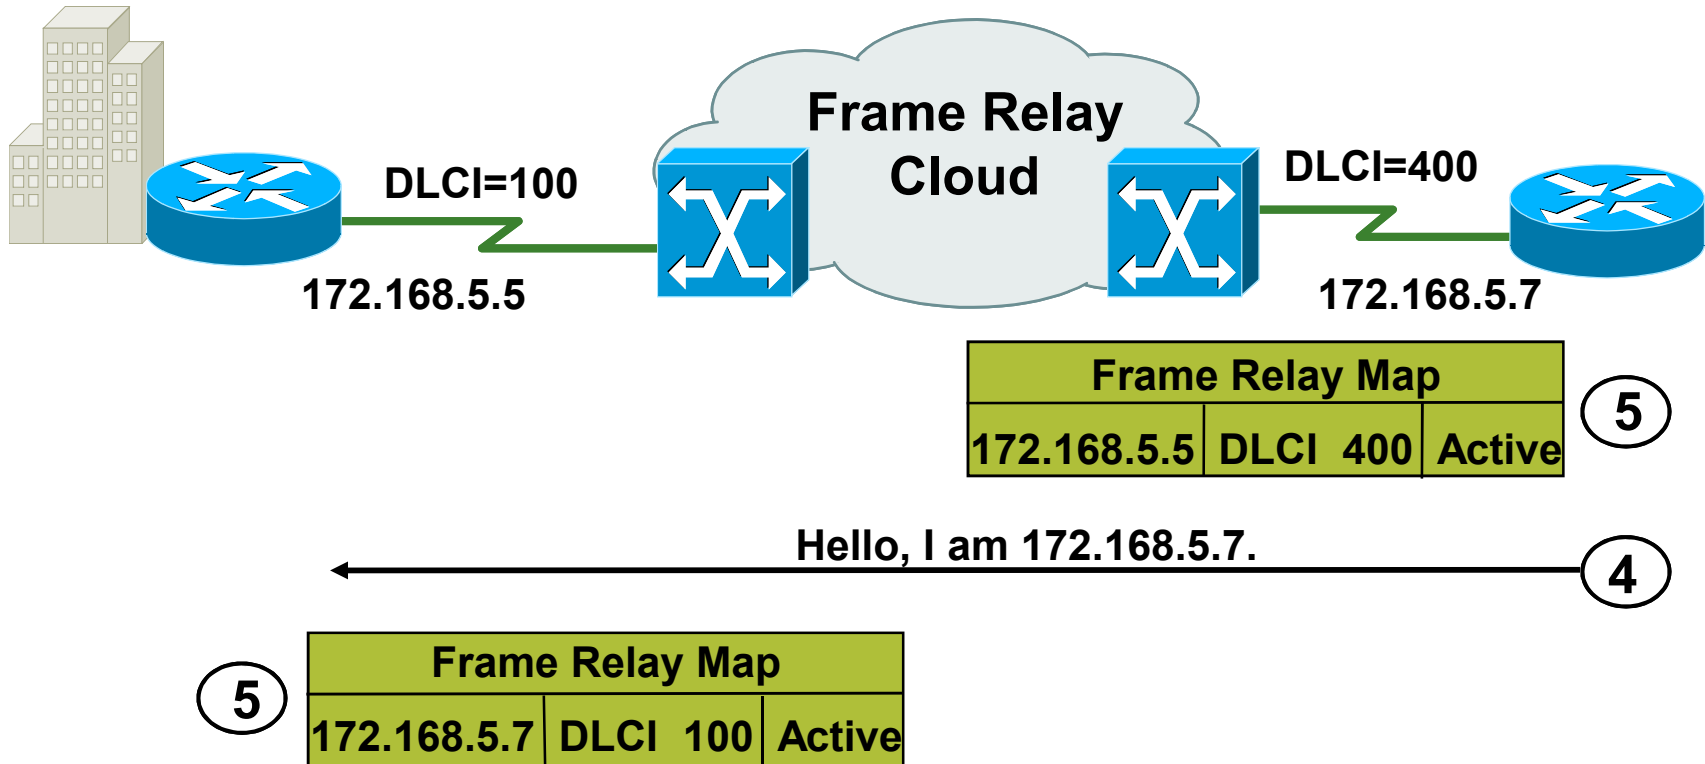 Frame Relay
Cloud
DLCI=100
DLCI=400
172.168.5.5
172.168.5.7
Frame Relay Map
172.168.5.5 DLCI 400 Active
5
Hello, I am 172.168.5.7.
4
Frame Relay Map
5
172.168.5.7 DLCI 100 Active